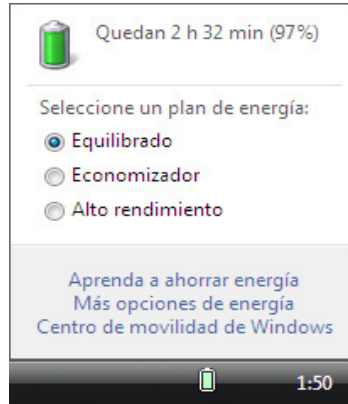 Quedan 2 h 32 min (97%)
Seleccione un plan de energía:
Equilibrado
Economizador
Alto rendimiento
Aprenda a ahorrar energía
Más opciones de energía
Centro de movilidad de Windows
1:50